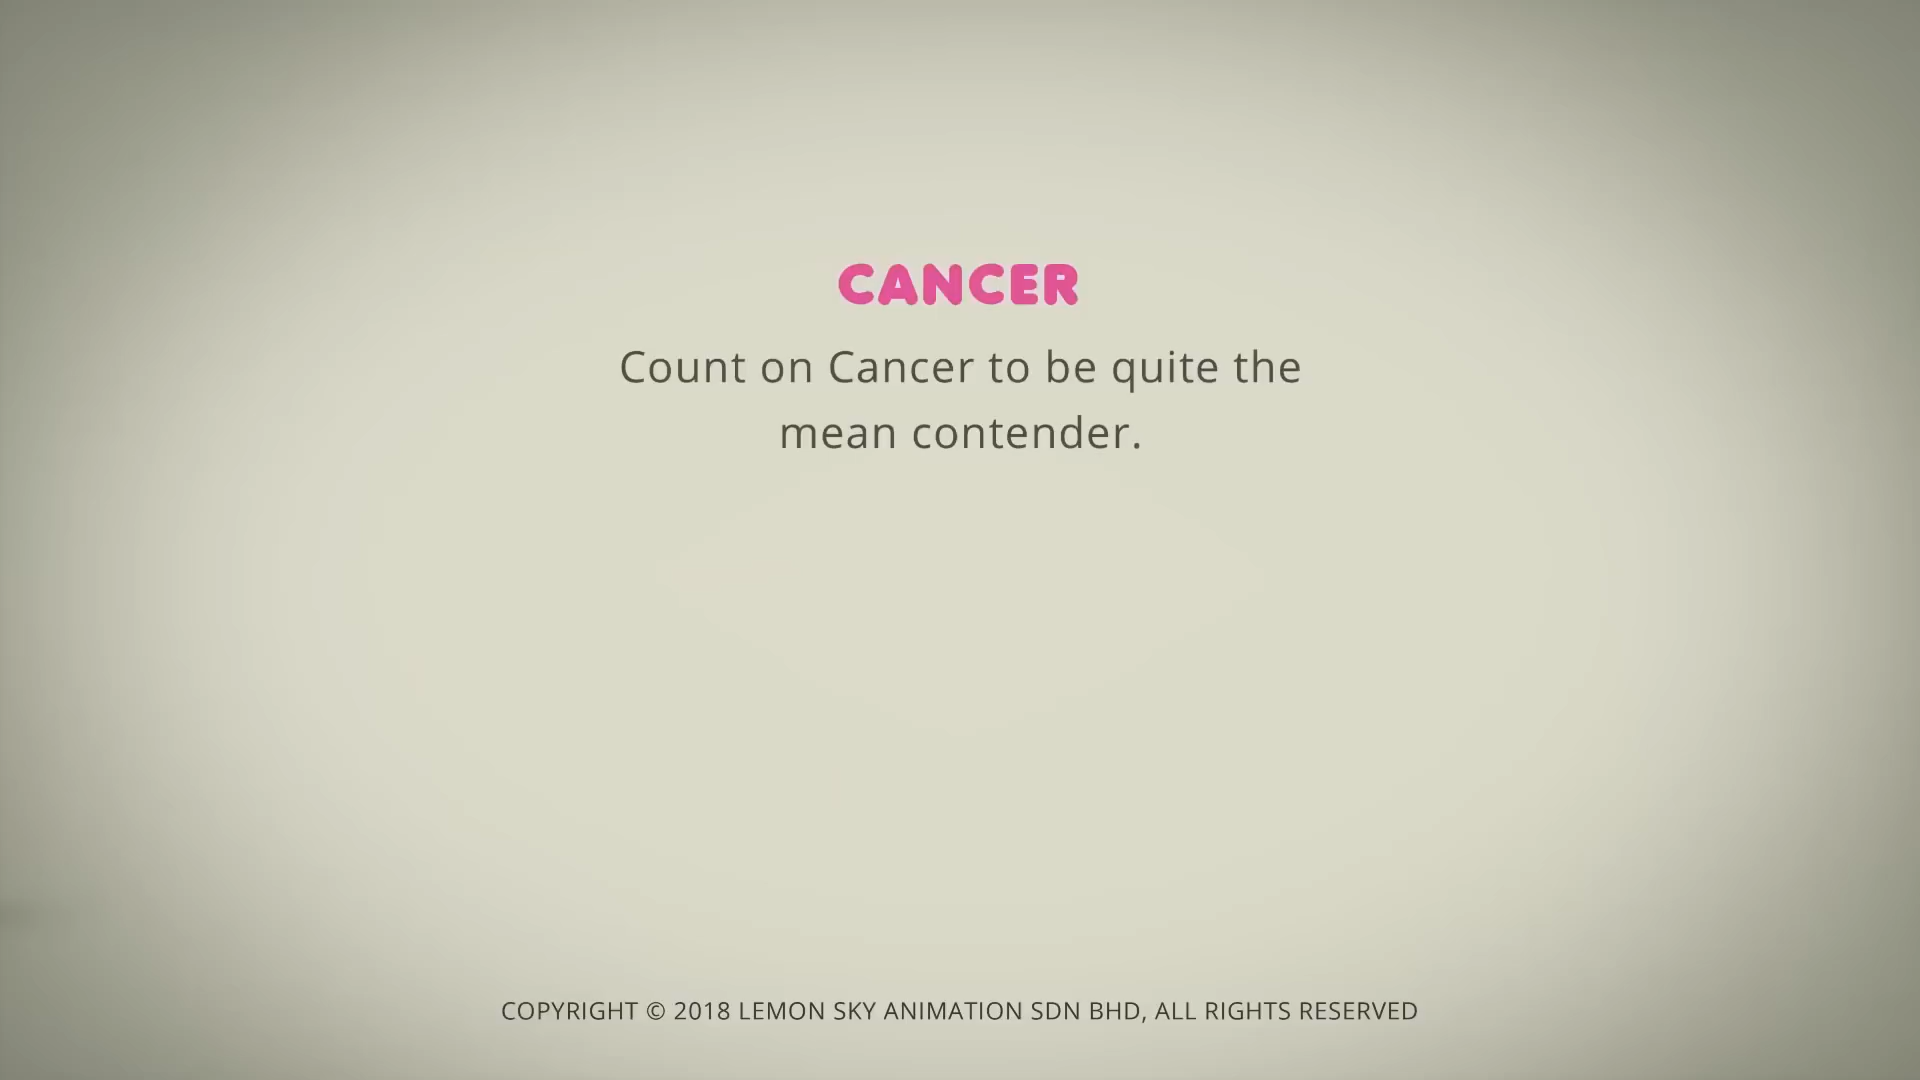 CANCER
Count on Cancer to be quite the
mean contender.
COPYRIGHT © 2018 LEMON SKY ANIMATION SDN BHD, ALL RIGHTS RESERVED